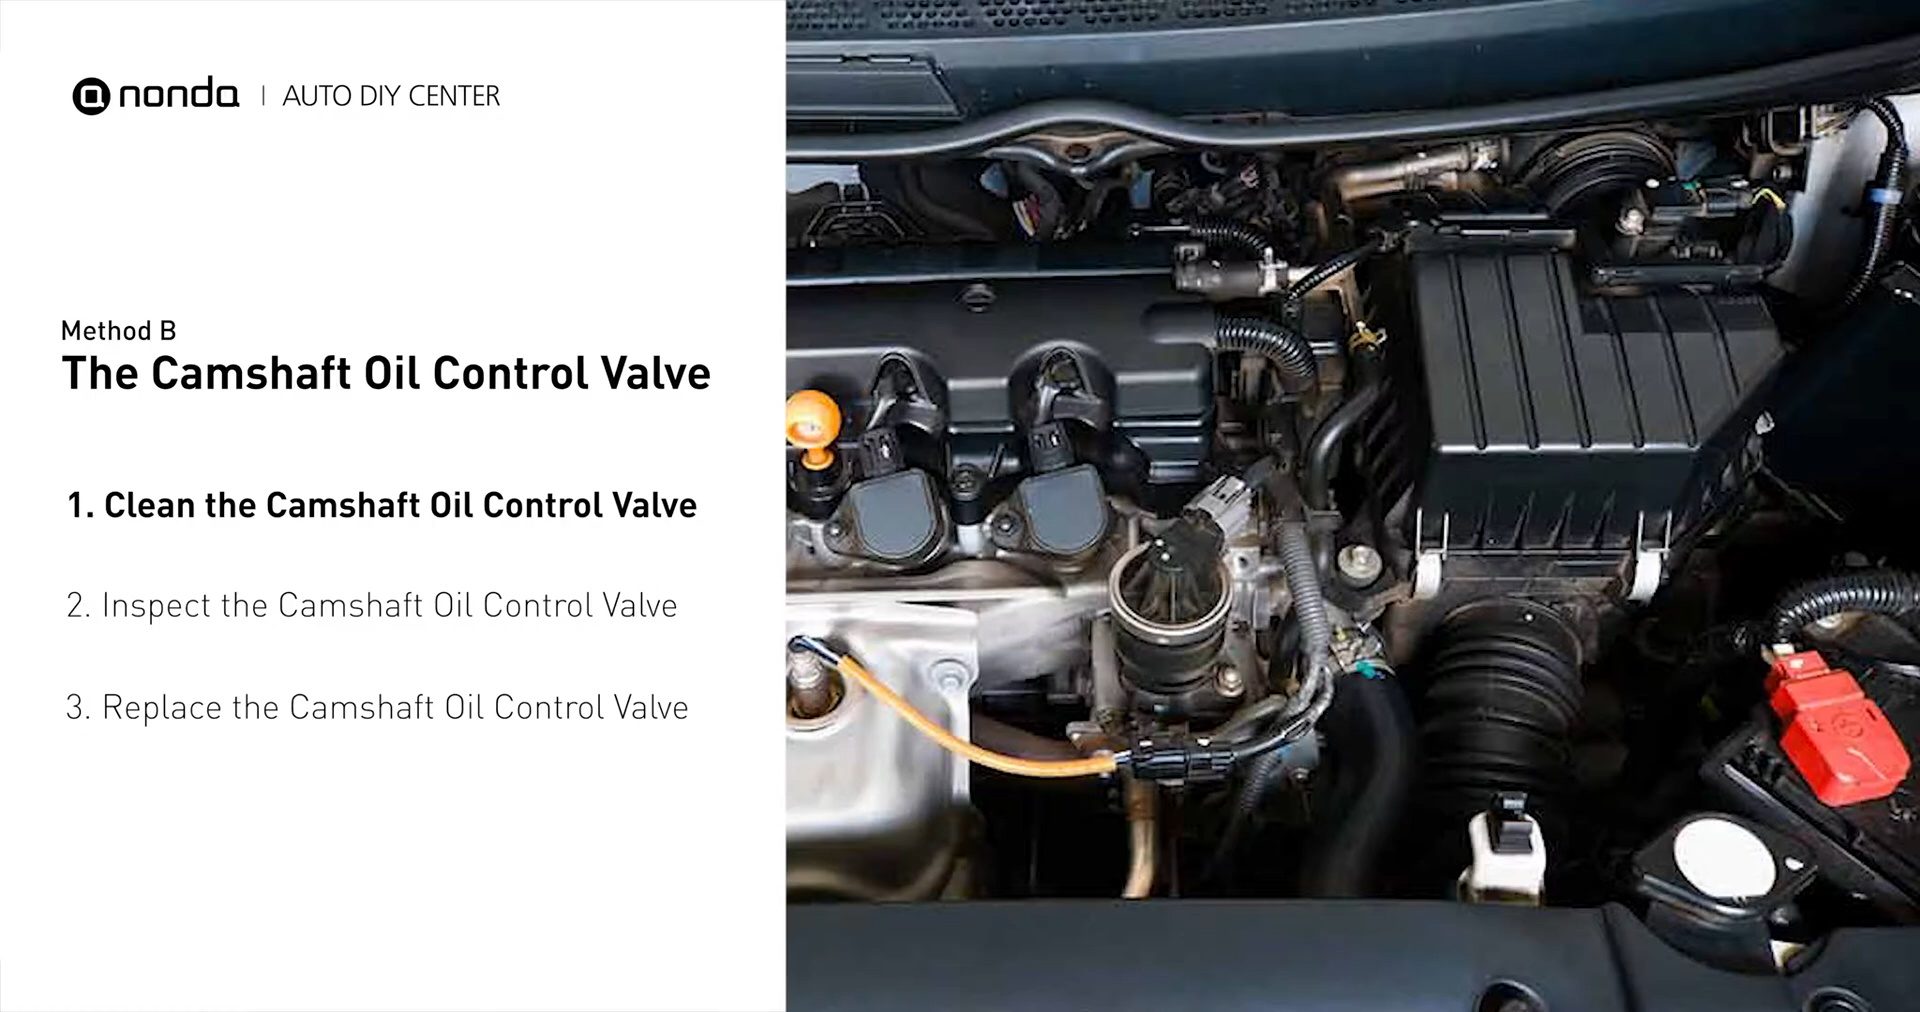 nonda | AUTO DIY CENTER
Method B
The Camshaft Oil Control Valve
1. Clean the Camshaft Oil Control Valve
2. Inspect the Camshaft Oil Control Valve
3. Replace the Camshaft Oil Control Valve